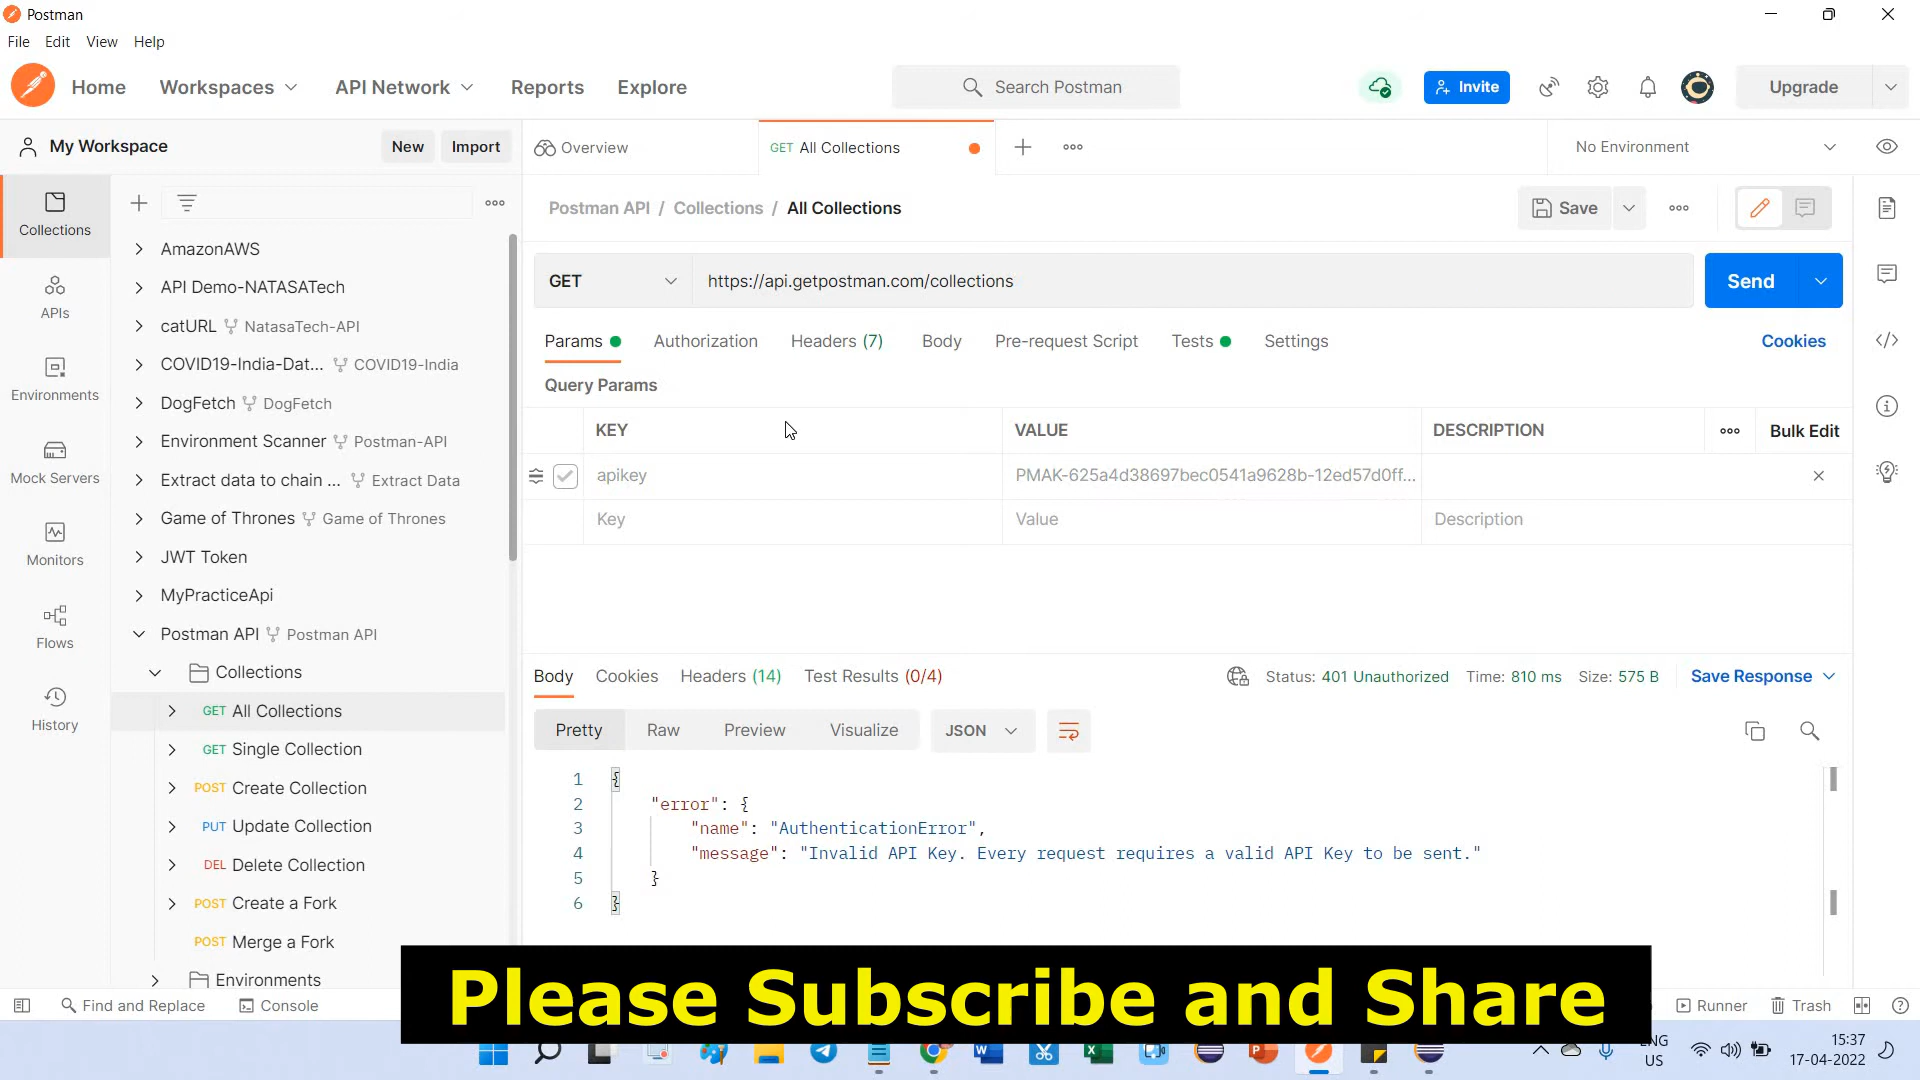 Postman
File Edit View Help
Home Workspaces API Network Reports Explore Search Postman Invite Upgrade
My Workspace New Import Overview GET All Collections No Environment
Collections
APIs
Environments
Mock Servers
Monitors
Flows
History
AmazonAWS
API Demo-NATASATech
catURL NatasaTech-API
COVID19-India-Dat... COVID19-India
DogFetch DogFetch
Environment Scanner Postman-API
Extract data to chain ... Extract Data
Game of Thrones Game of Thrones
JWT Token
MyPracticeApi
Postman API Postman API
Collections
GET All Collections
GET Single Collection
POST Create Collection
PUT Update Collection
DEL Delete Collection
POST Create a Fork
POST Merge a Fork
Environments
Postman API / Collections / All Collections Save
GET https://api.getpostman.com/collections Send
Params Authorization Headers (7) Body Pre-request Script Tests Settings Cookies
Query Params
KEY VALUE DESCRIPTION Bulk Edit
apikey PMAK-625a4d38697bec0541a9628b-12ed57d0ff...
Key Value Description
Body Cookies Headers (14) Test Results (0/4) Status: 401 Unauthorized Time: 810 ms Size: 575 B Save Response
Pretty Raw Preview Visualize JSON
1 {
2 "error": {
3 "name": "AuthenticationError",
4 "message": "Invalid API Key. Every request requires a valid API Key to be sent."
5 }
6 }
Please Subscribe and Share
Find and Replace Console Runner Trash
ENG
US
15:37
17-04-2022